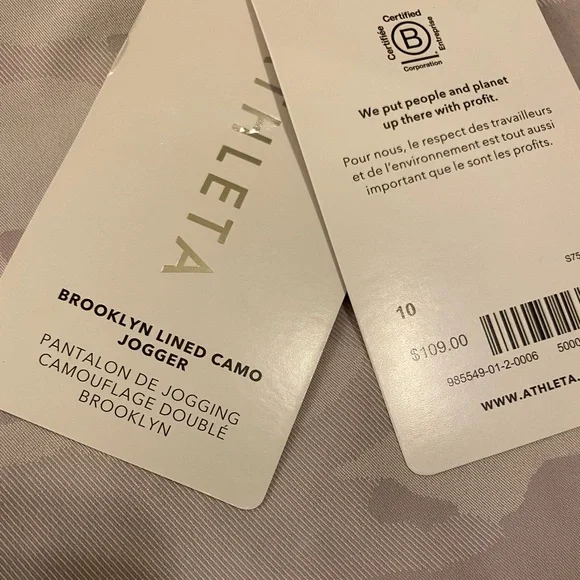 ATHLETA
BROOKLYN LINED CAMO
JOGGER
PANTALON DE JOGGING
CAMOUFLAGE DOUBLÉ
BROOKLYN
Certifiée
Certified
Entreprise
B
Corporation
We put people and planet
up there with profit.
Pour nous, le respect des travailleurs
et de l'environnement est tout aussi
important que le sont les profits.
S75
10
$109.00
985549-01-2-0006 5000
WWW.ATHLETA.